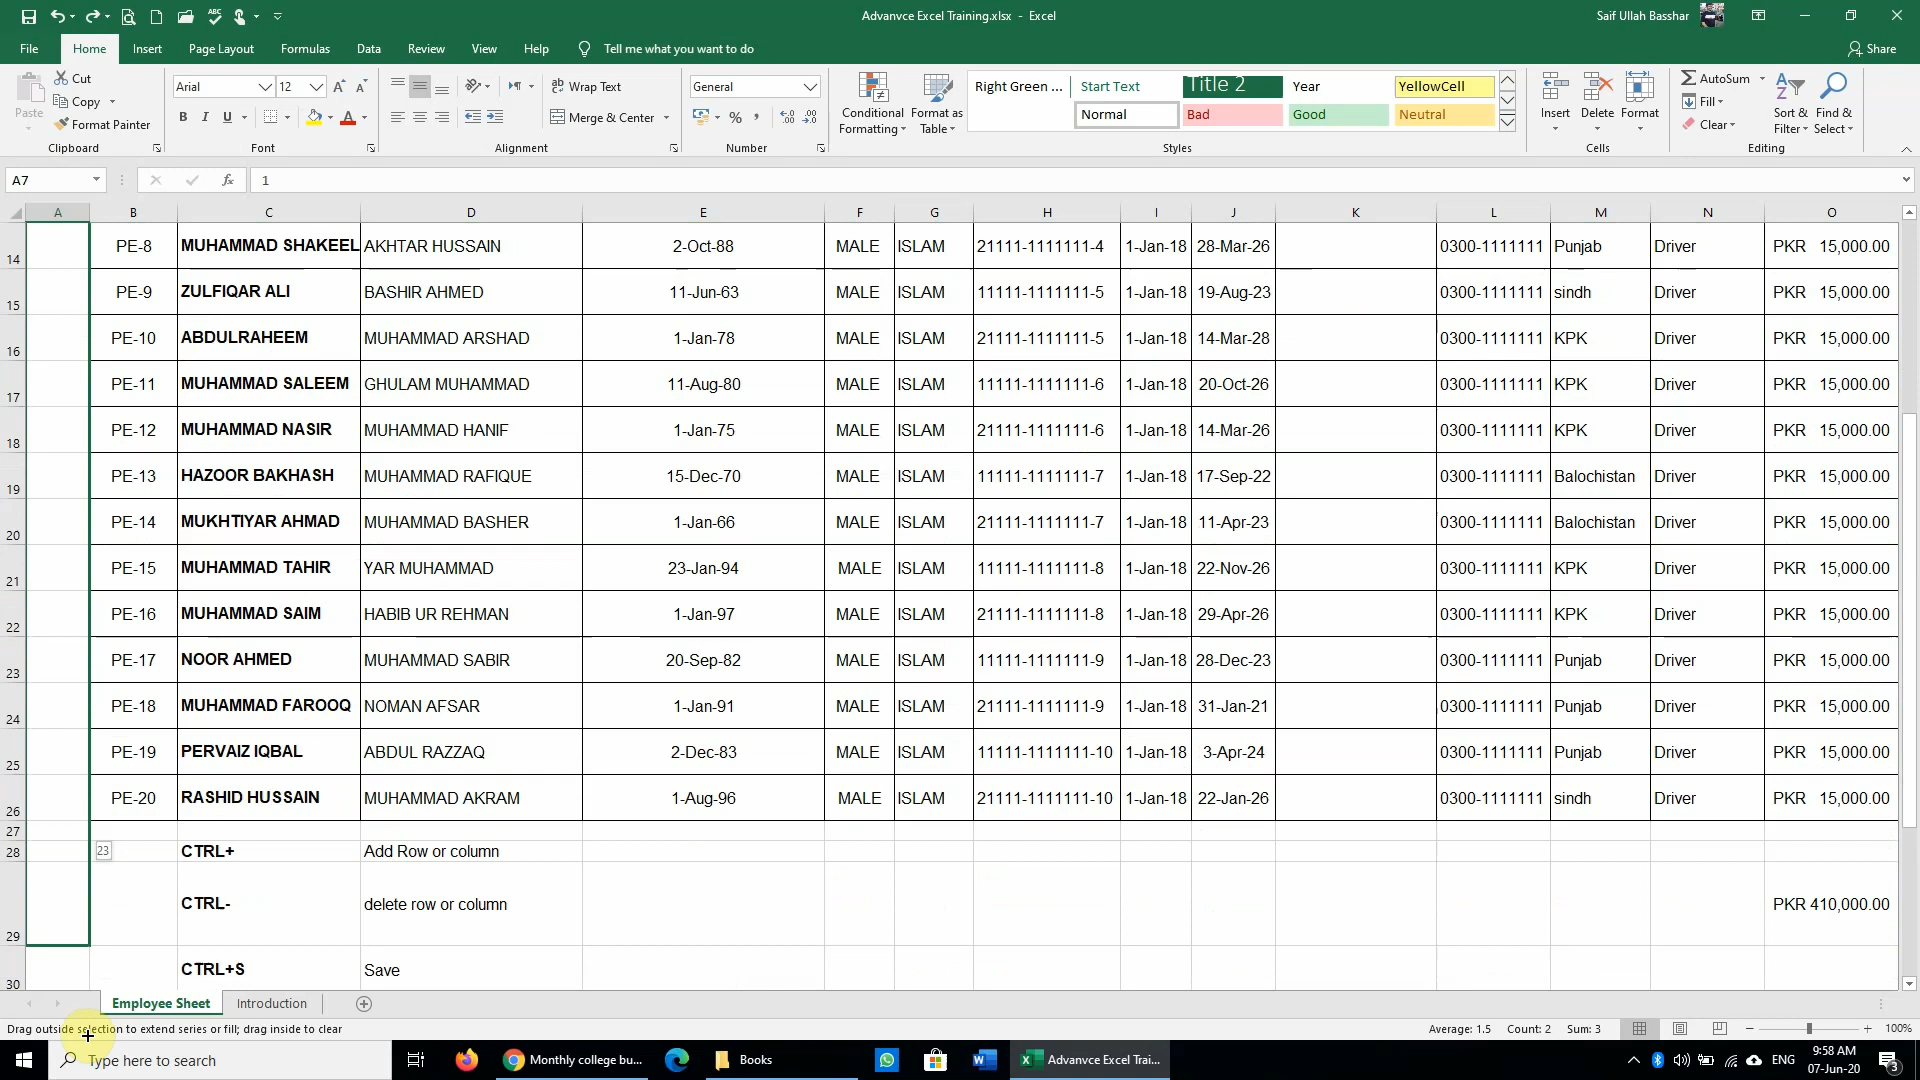 Advanvce Excel Training.xlsx - Excel
Saif Ullah Basshar
File Home Insert Page Layout Formulas Data Review View Help Tell me what you want to do Share
Paste Cut Copy Format Painter Clipboard
Arial 12 B I U Font
Wrap Text Merge & Center Alignment
General % Number
Conditional Formatting Format as Table
Right Green ... Start Text Title 2 Year YellowCell
Normal Bad Good Neutral
Styles
Insert Delete Format Cells
AutoSum Fill Clear Sort & Filter Find & Select Editing
A7 fx 1
A B C D E F G H I J K L M N O
14 PE-8 MUHAMMAD SHAKEEL AKHTAR HUSSAIN 2-Oct-88 MALE ISLAM 21111-1111111-4 1-Jan-18 28-Mar-26 0300-1111111 Punjab Driver PKR 15,000.00
15 PE-9 ZULFIQAR ALI BASHIR AHMED 11-Jun-63 MALE ISLAM 11111-1111111-5 1-Jan-18 19-Aug-23 0300-1111111 sindh Driver PKR 15,000.00
16 PE-10 ABDULRAHEEM MUHAMMAD ARSHAD 1-Jan-78 MALE ISLAM 21111-1111111-5 1-Jan-18 14-Mar-28 0300-1111111 KPK Driver PKR 15,000.00
17 PE-11 MUHAMMAD SALEEM GHULAM MUHAMMAD 11-Aug-80 MALE ISLAM 11111-1111111-6 1-Jan-18 20-Oct-26 0300-1111111 KPK Driver PKR 15,000.00
18 PE-12 MUHAMMAD NASIR MUHAMMAD HANIF 1-Jan-75 MALE ISLAM 21111-1111111-6 1-Jan-18 14-Mar-26 0300-1111111 KPK Driver PKR 15,000.00
19 PE-13 HAZOOR BAKHASH MUHAMMAD RAFIQUE 15-Dec-70 MALE ISLAM 11111-1111111-7 1-Jan-18 17-Sep-22 0300-1111111 Balochistan Driver PKR 15,000.00
20 PE-14 MUKHTIYAR AHMAD MUHAMMAD BASHER 1-Jan-66 MALE ISLAM 21111-1111111-7 1-Jan-18 11-Apr-23 0300-1111111 Balochistan Driver PKR 15,000.00
21 PE-15 MUHAMMAD TAHIR YAR MUHAMMAD 23-Jan-94 MALE ISLAM 11111-1111111-8 1-Jan-18 22-Nov-26 0300-1111111 KPK Driver PKR 15,000.00
22 PE-16 MUHAMMAD SAIM HABIB UR REHMAN 1-Jan-97 MALE ISLAM 21111-1111111-8 1-Jan-18 29-Apr-26 0300-1111111 KPK Driver PKR 15,000.00
23 PE-17 NOOR AHMED MUHAMMAD SABIR 20-Sep-82 MALE ISLAM 11111-1111111-9 1-Jan-18 28-Dec-23 0300-1111111 Punjab Driver PKR 15,000.00
24 PE-18 MUHAMMAD FAROOQ NOMAN AFSAR 1-Jan-91 MALE ISLAM 21111-1111111-9 1-Jan-18 31-Jan-21 0300-1111111 Punjab Driver PKR 15,000.00
25 PE-19 PERVAIZ IQBAL ABDUL RAZZAQ 2-Dec-83 MALE ISLAM 11111-1111111-10 1-Jan-18 3-Apr-24 0300-1111111 Punjab Driver PKR 15,000.00
26 PE-20 RASHID HUSSAIN MUHAMMAD AKRAM 1-Aug-96 MALE ISLAM 21111-1111111-10 1-Jan-18 22-Jan-26 0300-1111111 sindh Driver PKR 15,000.00
27
28 23 CTRL+ Add Row or column
29 CTRL- delete row or column PKR 410,000.00
30 CTRL+S Save
Employee Sheet Introduction
Drag outside selection to extend series or fill; drag inside to clear Average: 1.5 Count: 2 Sum: 3 100%
Type here to search Monthly college bu... Books Advanvce Excel Trai... ENG 9:58 AM 3
07-Jun-20